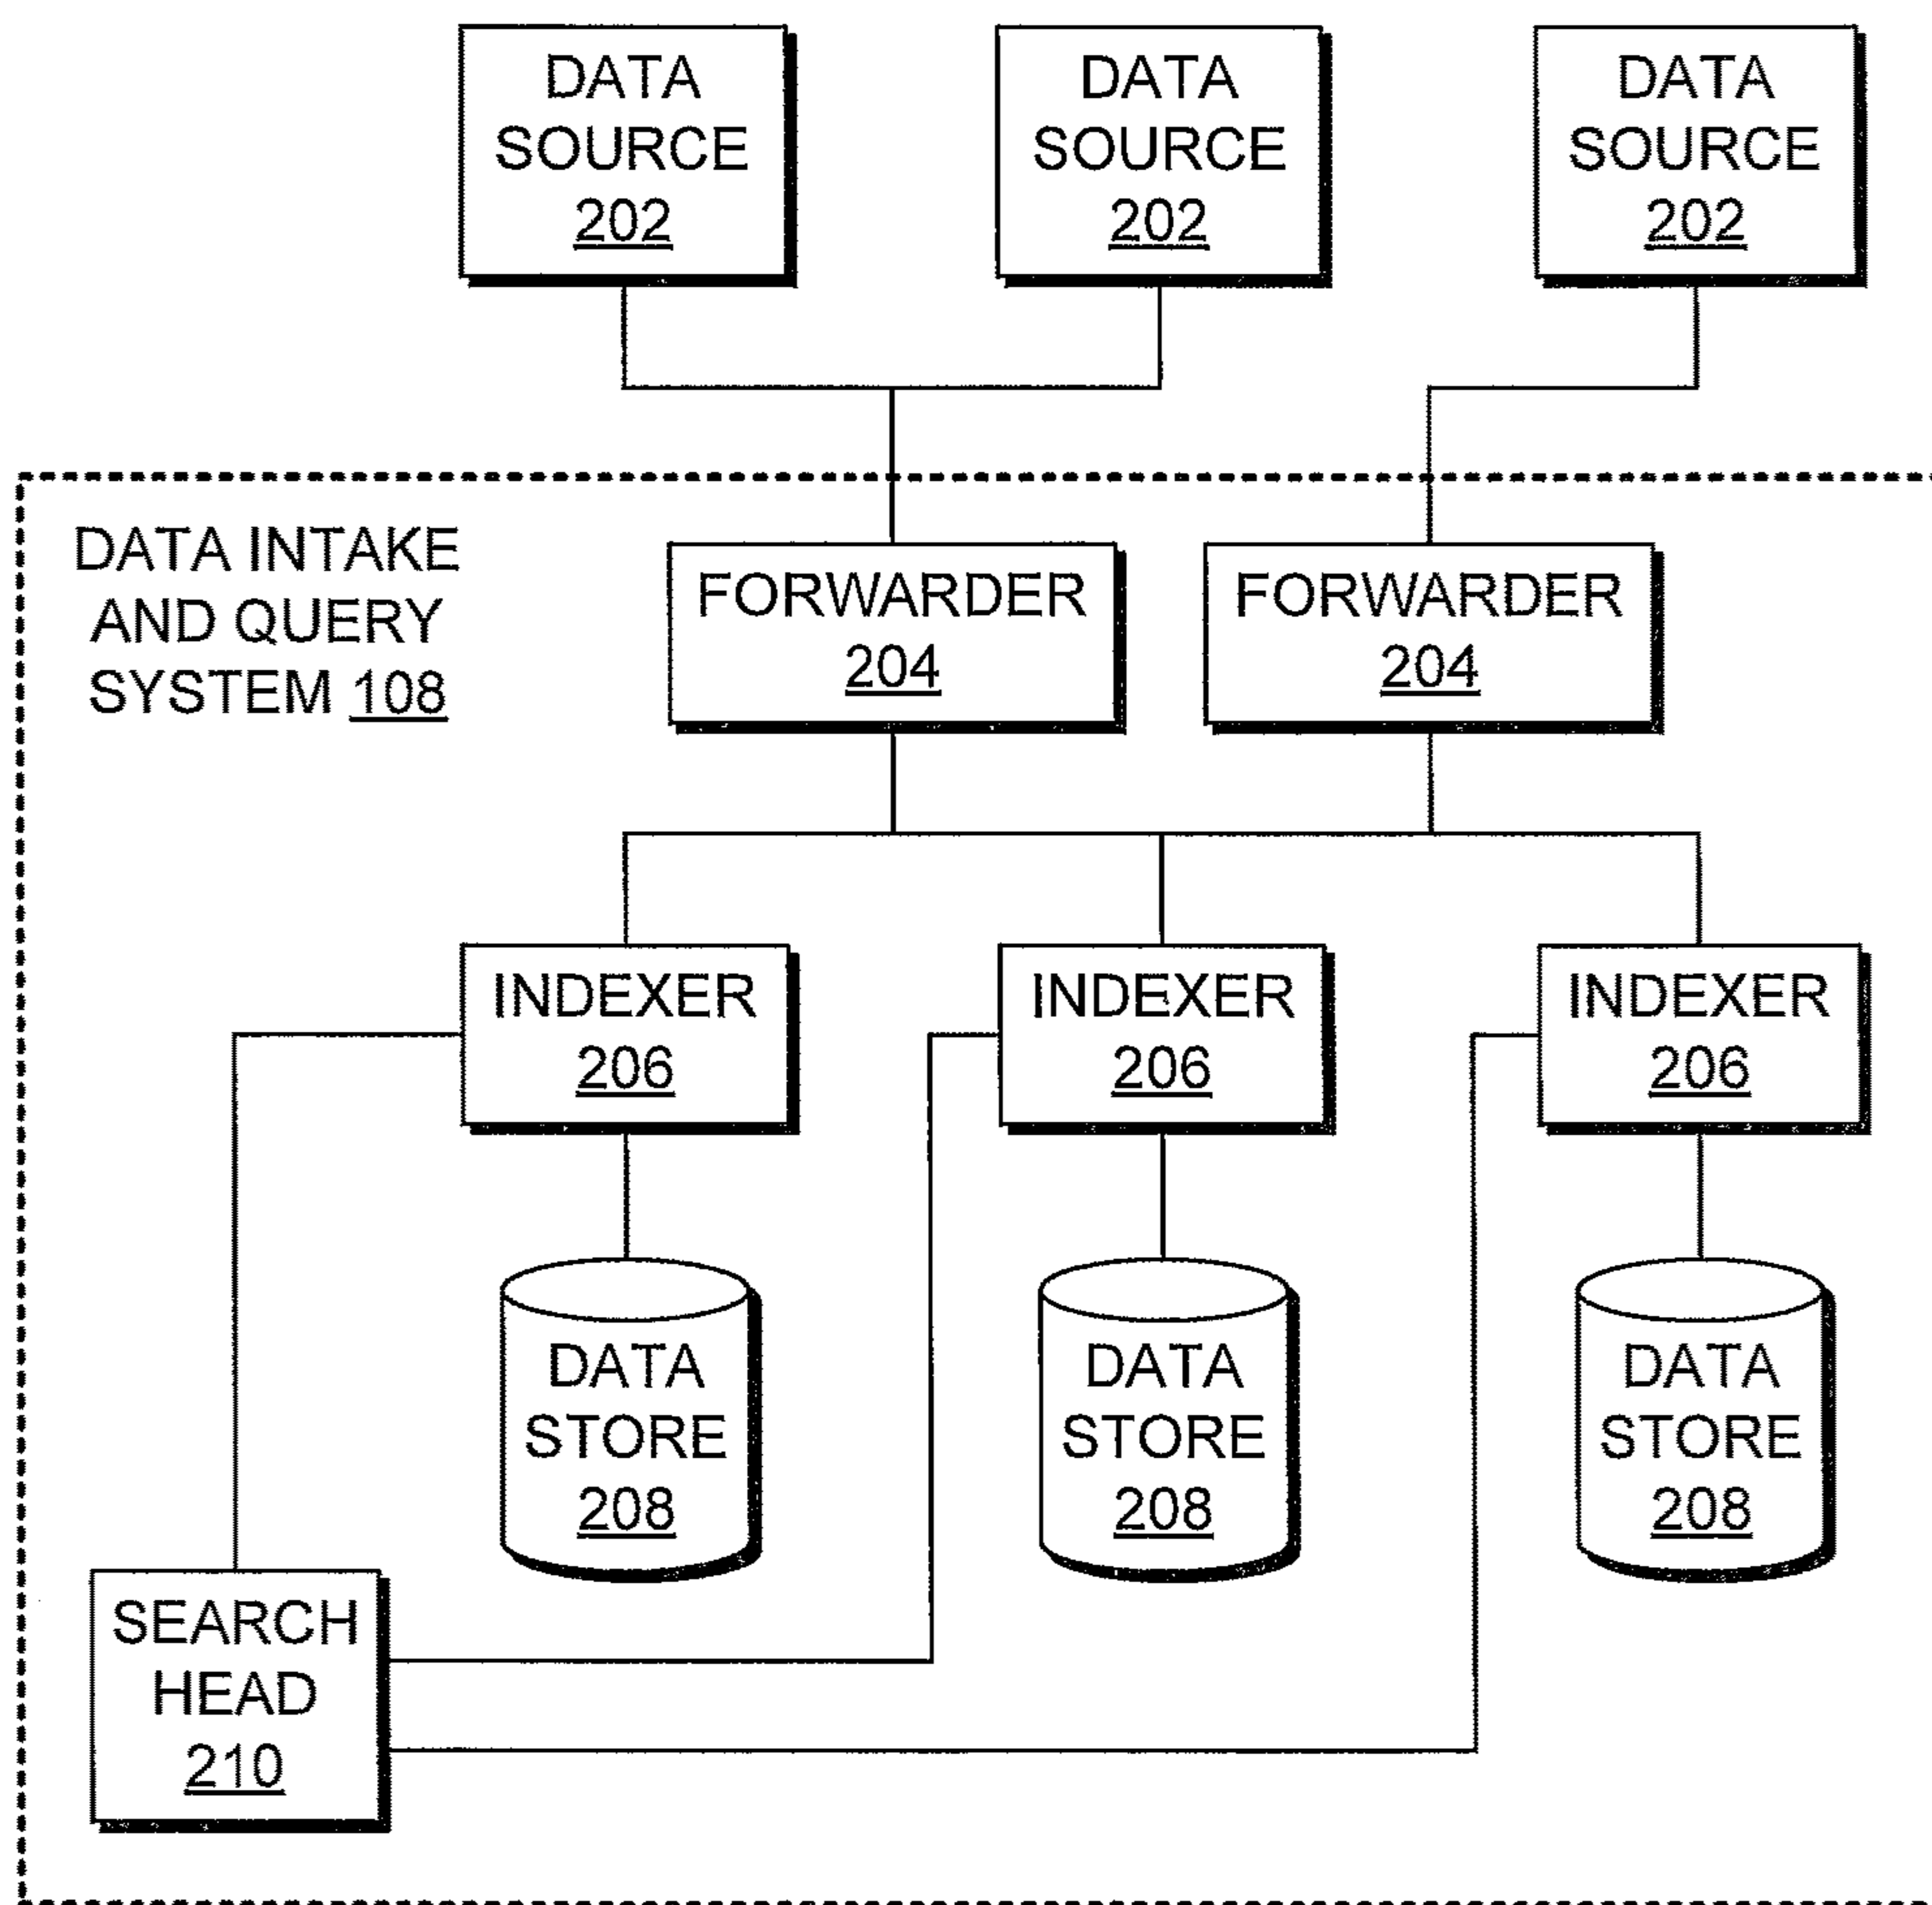 DATA
SOURCE
202
DATA
SOURCE
202
DATA
SOURCE
202
DATA INTAKE
AND QUERY
SYSTEM 108
FORWARDER
204
FORWARDER
204
INDEXER
206
INDEXER
206
INDEXER
206
DATA
STORE
208
DATA
STORE
208
DATA
STORE
208
SEARCH
HEAD
210